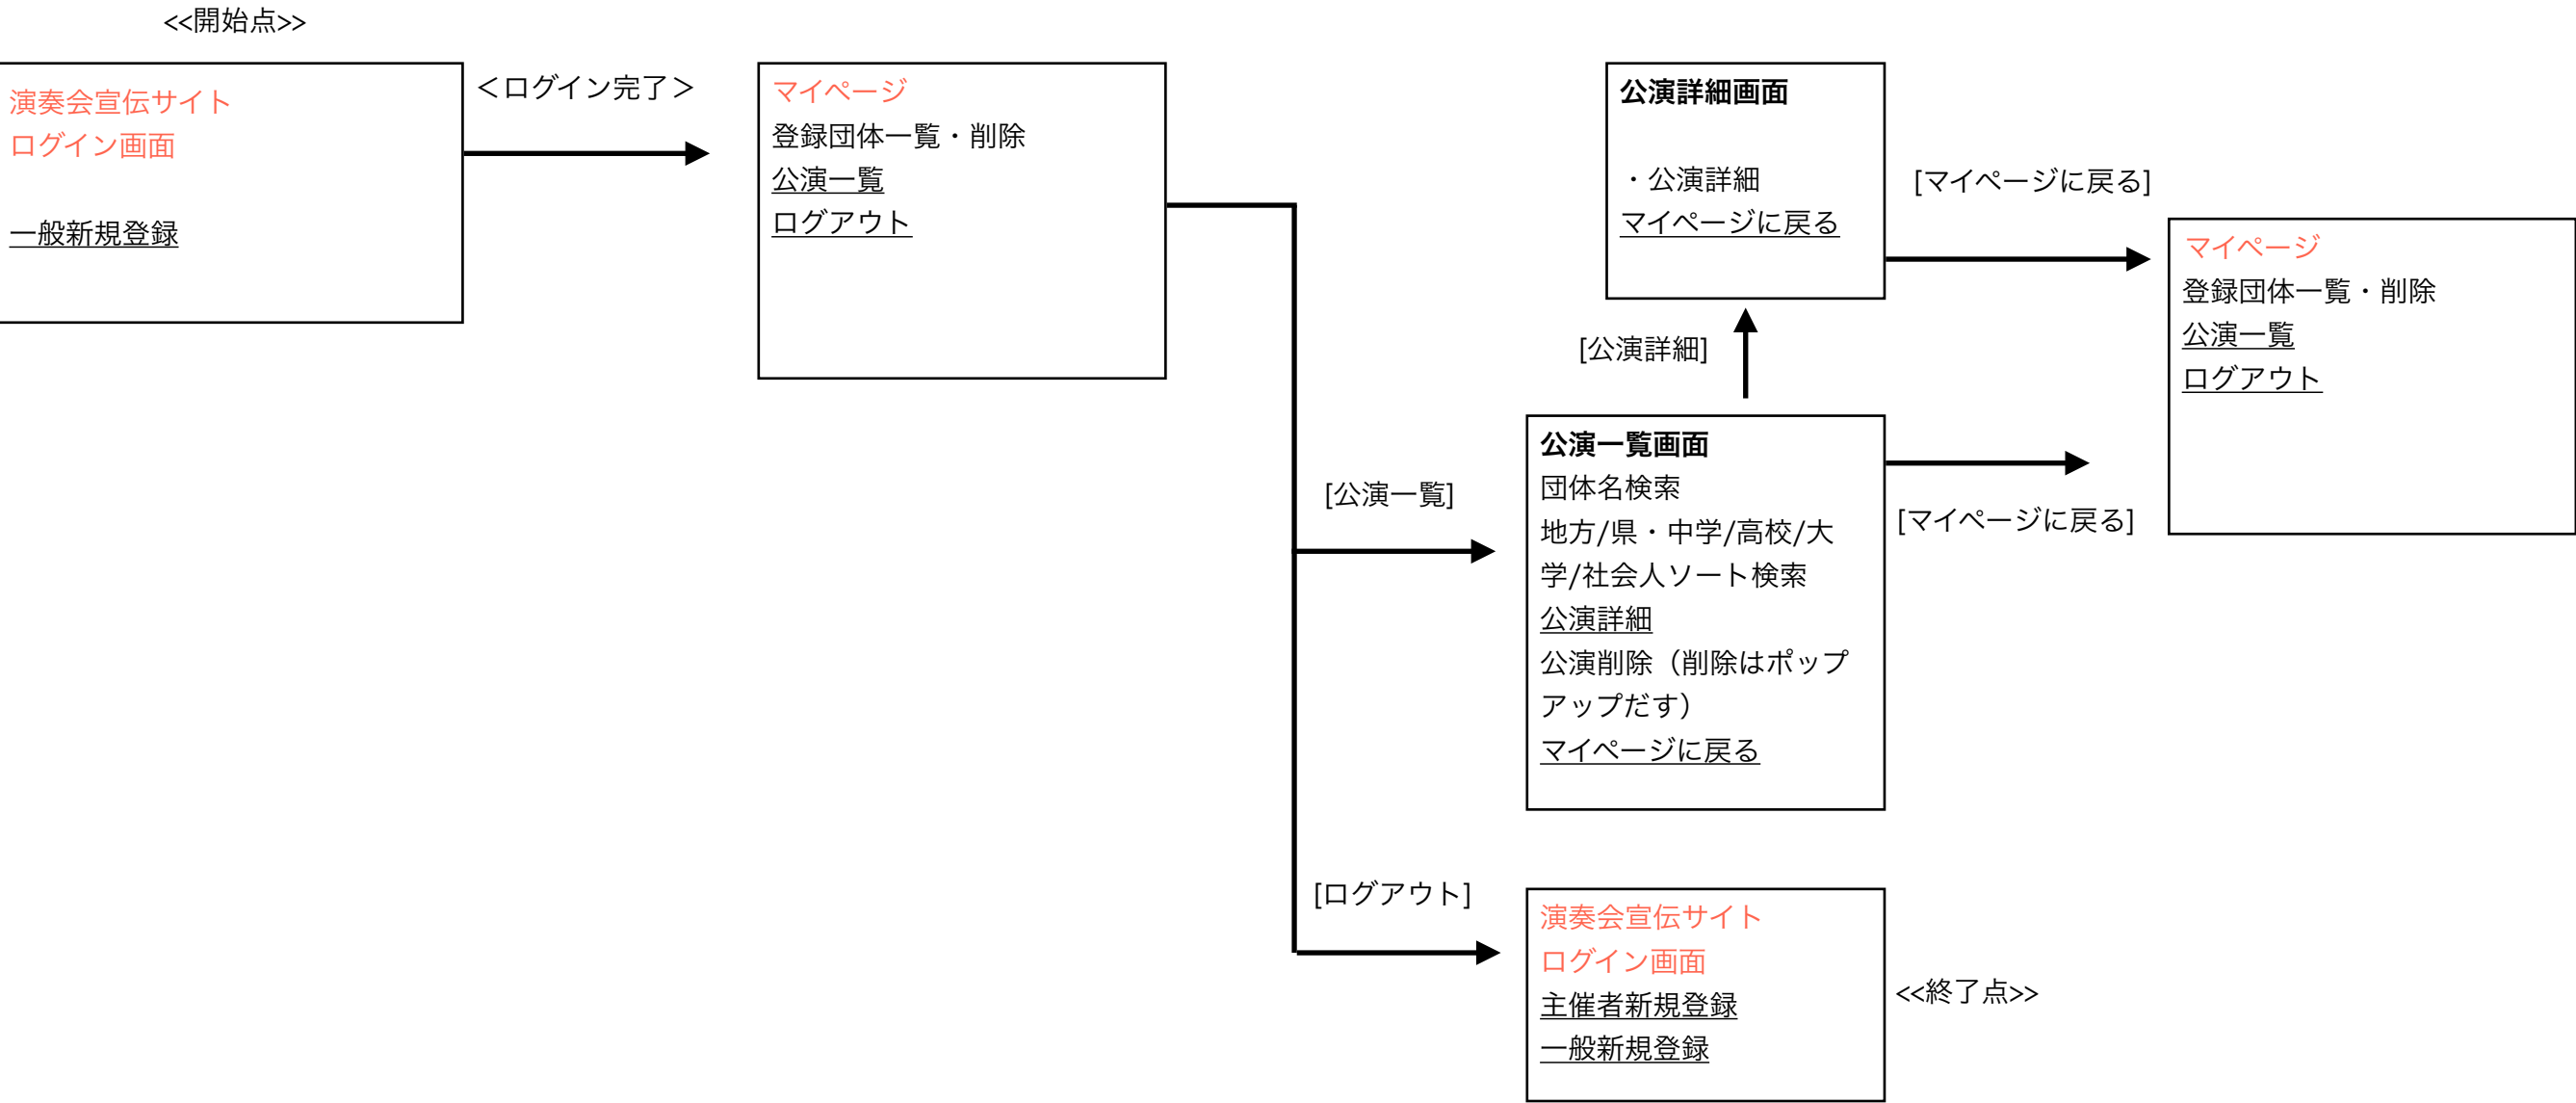 <<開始点>>
演奏会宣伝サイト
ログイン画面
一般新規登録
＜ログイン完了＞
マイページ
登録団体一覧・削除
公演一覧
ログアウト
公演詳細画面
・公演詳細
マイページに戻る
[マイページに戻る]
マイページ
登録団体一覧・削除
公演一覧
ログアウト
[公演詳細]
[公演一覧]
公演一覧画面
団体名検索
地方/県・中学/高校/大
学/社会人ソート検索
公演詳細
公演削除（削除はポップ
アップだす）
マイページに戻る
[マイページに戻る]
[ログアウト]
演奏会宣伝サイト
ログイン画面
主催者新規登録
一般新規登録
<<終了点>>